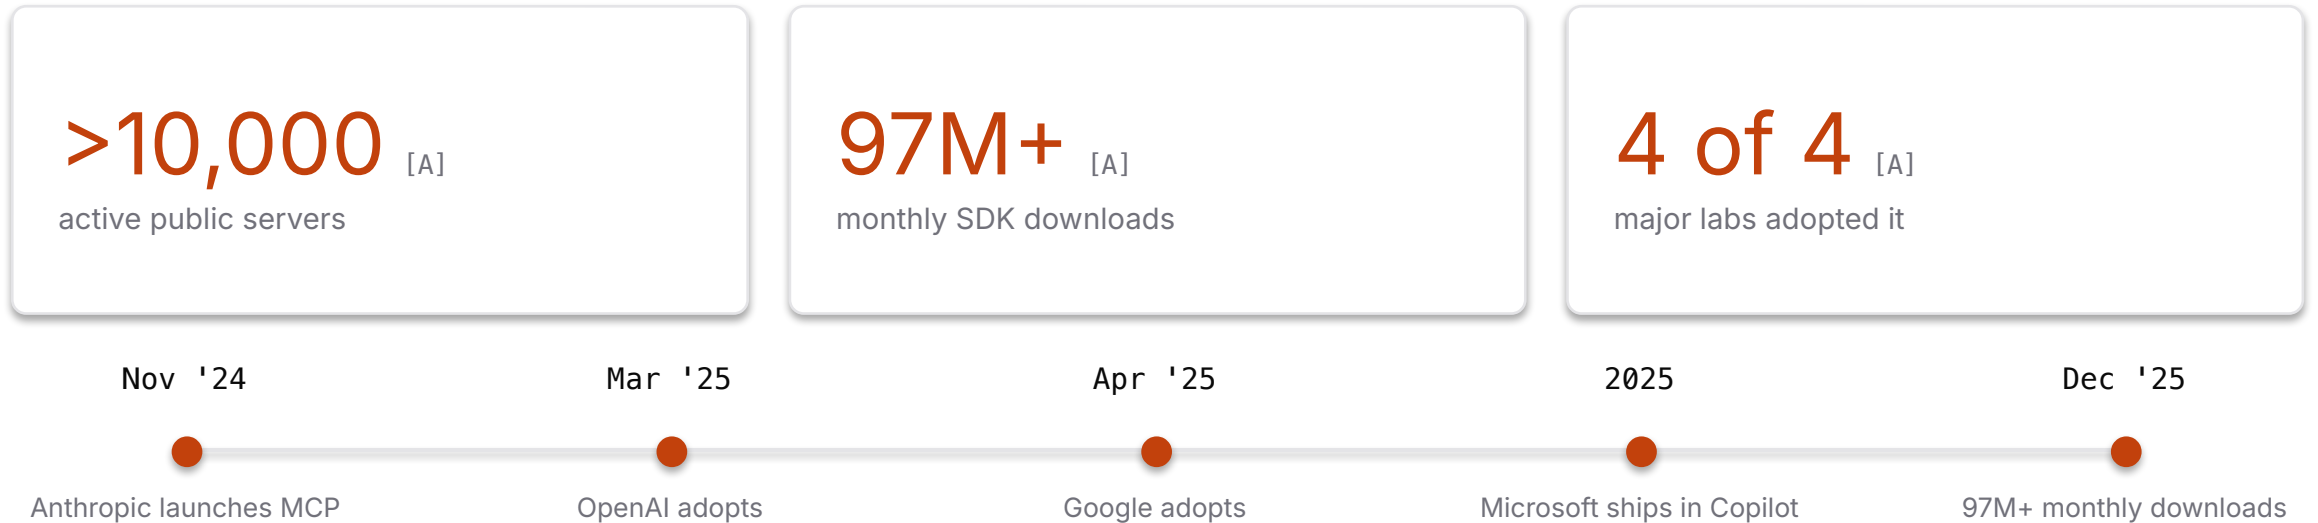 >10,000 [A]
active public servers
97M+ [A]
monthly SDK downloads
4 of 4 [A]
major labs adopted it
Nov '24
Anthropic launches MCP
Mar '25
OpenAI adopts
Apr '25
Google adopts
2025
Microsoft ships in Copilot
Dec '25
97M+ monthly downloads